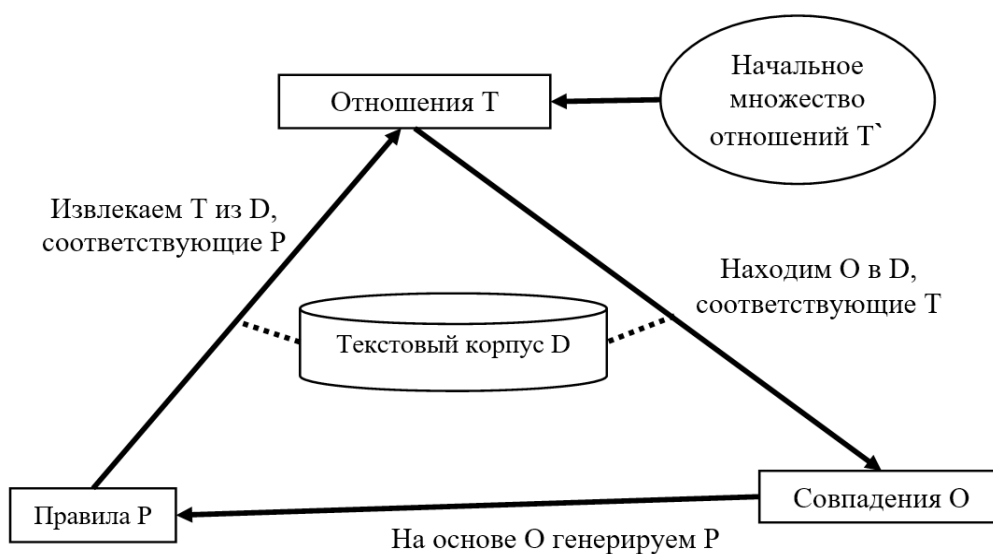 Начальное
множество
отношений T`
Отношения T
Извлекаем T из D,
соответствующие P
Находим O в D,
соответствующие T
Текстовый корпус D
Правила P
Совпадения O
На основе O генерируем P